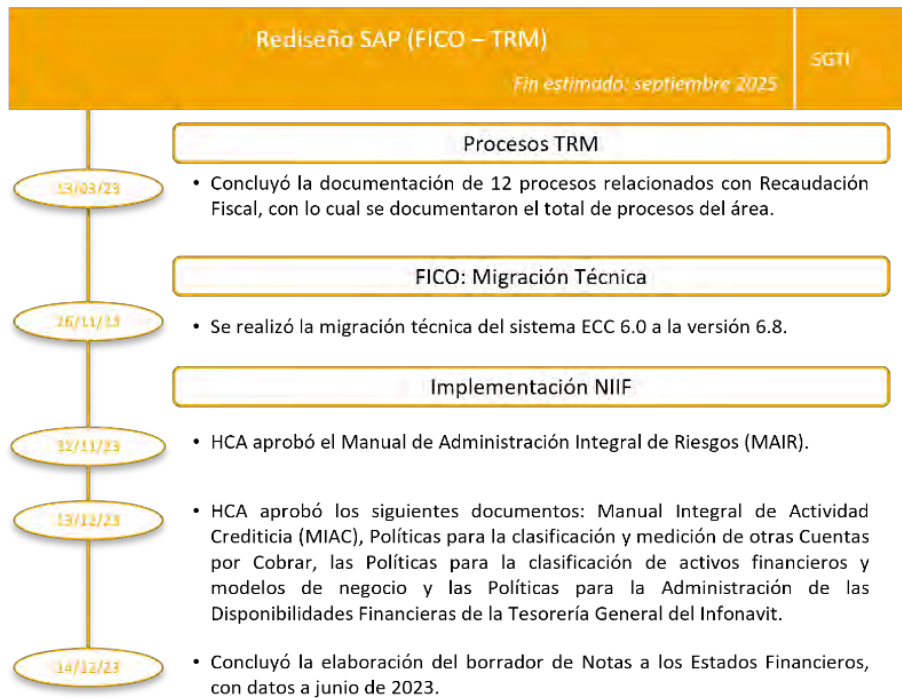 Rediseño SAP (FICO – TRM)
SGTI
Fin estimado: septiembre 2025
Procesos TRM
13/03/23
• Concluyó la documentación de 12 procesos relacionados con Recaudación
Fiscal, con lo cual se documentaron el total de procesos del área.
FICO: Migración Técnica
• Se realizó la migración técnica del sistema ECC 6.0 a la versión 6.8.
Implementación NIIF
• HCA aprobó el Manual de Administración Integral de Riesgos (MAIR).
13/12/23
• HCA aprobó los siguientes documentos: Manual Integral de Actividad
Crediticia (MIAC), Políticas para la clasificación y medición de otras Cuentas
por Cobrar, las Políticas para la clasificación de activos financieros y
modelos de negocio y las Políticas para la Administración de las
Disponibilidades Financieras de la Tesorería General del Infonavit.
14/12/23
• Concluyó la elaboración del borrador de Notas a los Estados Financieros,
con datos a junio de 2023.